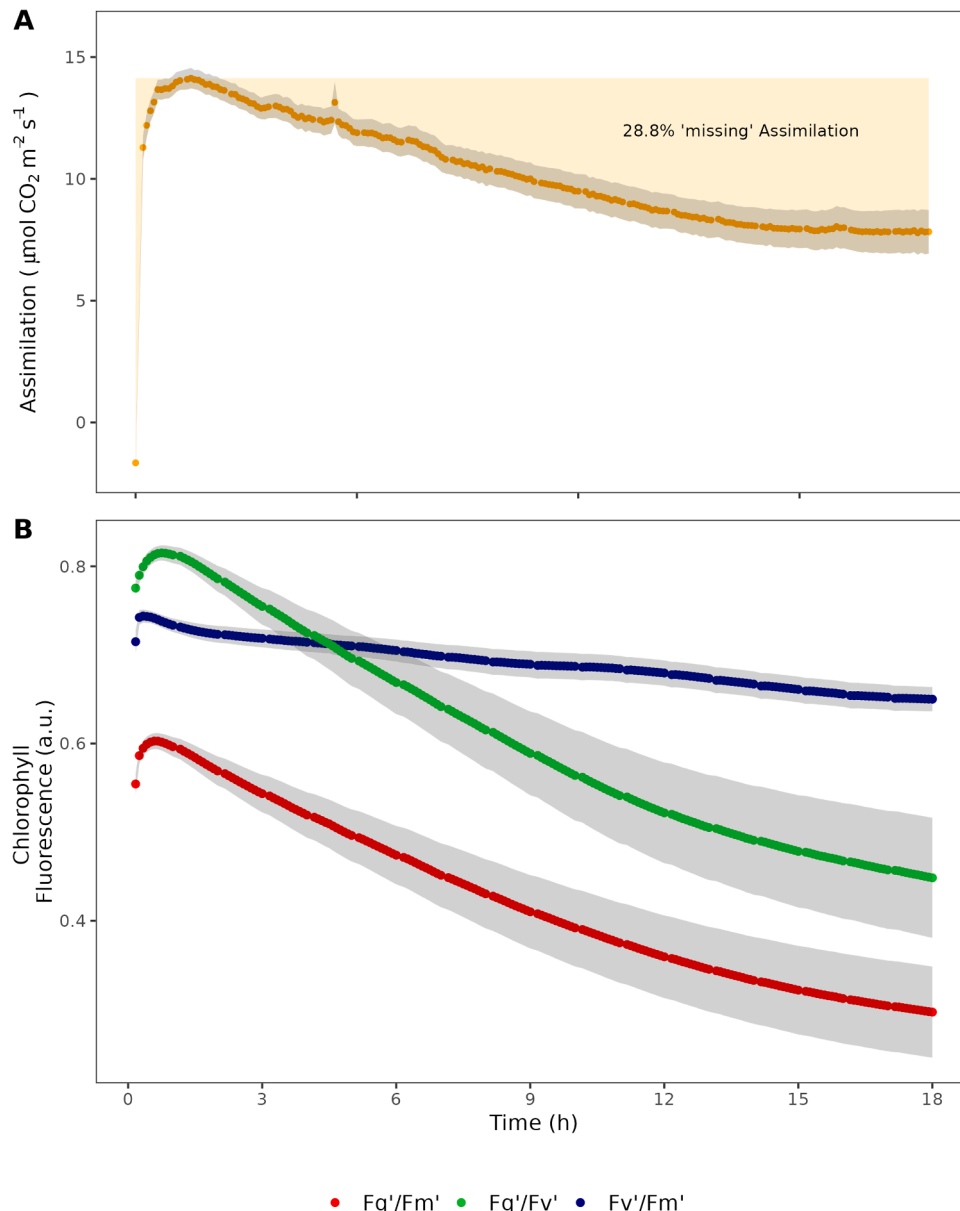 A
Assimilation ( μmol CO₂ m⁻² s⁻¹ )
15
10
5
0
28.8% 'missing' Assimilation
B
Chlorophyll
Fluorescence (a.u.)
0.8
0.6
0.4
0 3 6 9 12 15 18
Time (h)
Fq'/Fm' Fq'/Fv' Fv'/Fm'